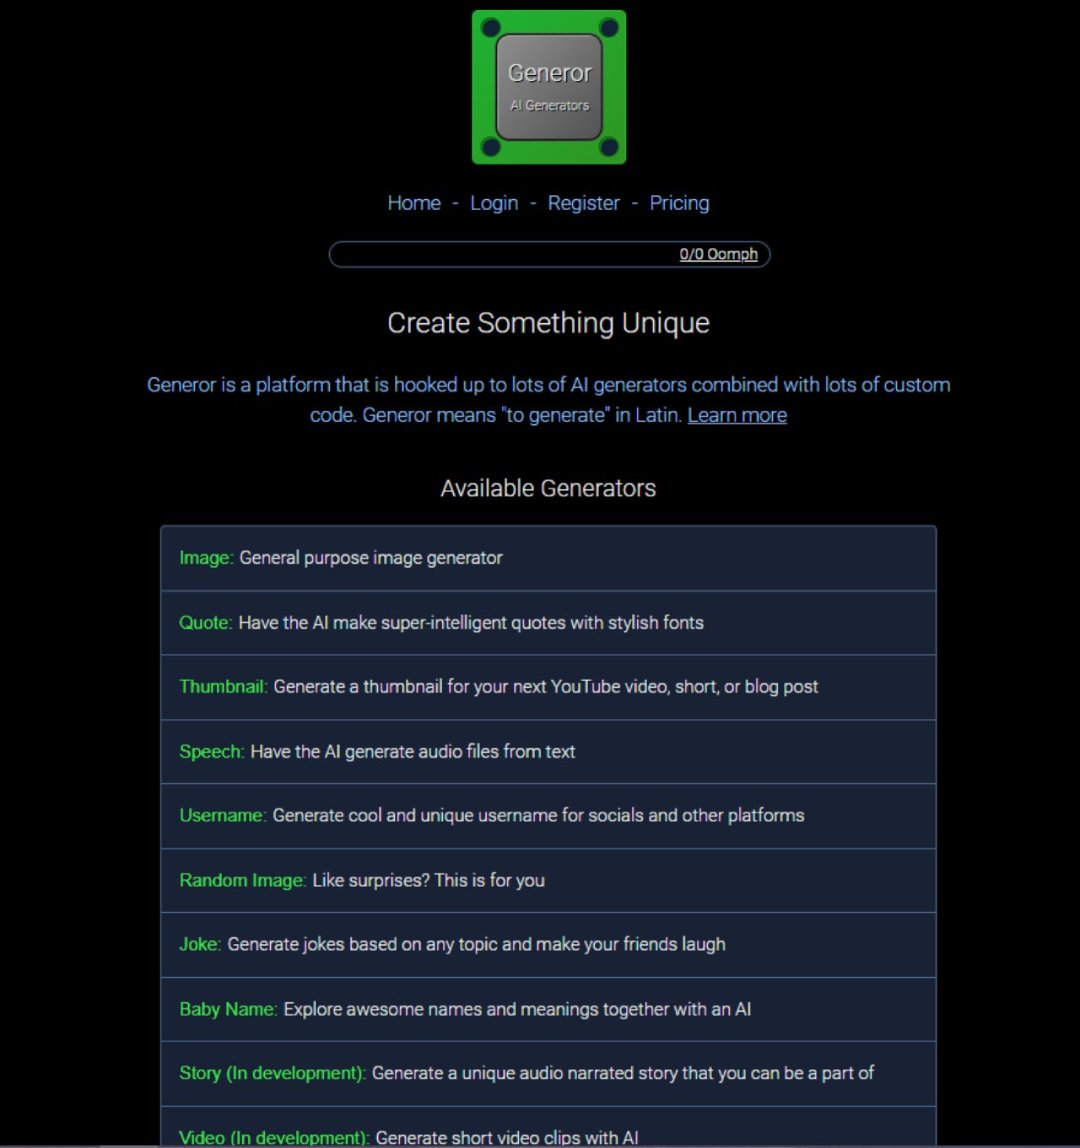 Generor
AI Generators
Home - Login - Register - Pricing
0/0 Oomph
Create Something Unique
Generor is a platform that is hooked up to lots of AI generators combined with lots of custom
code. Generor means "to generate" in Latin. Learn more
Available Generators
Image: General purpose image generator
Quote: Have the AI make super-intelligent quotes with stylish fonts
Thumbnail: Generate a thumbnail for your next YouTube video, short, or blog post
Speech: Have the AI generate audio files from text
Username: Generate cool and unique username for socials and other platforms
Random Image: Like surprises? This is for you
Joke: Generate jokes based on any topic and make your friends laugh
Baby Name: Explore awesome names and meanings together with an AI
Story (In development): Generate a unique audio narrated story that you can be a part of
Video (In development): Generate short video clips with AI